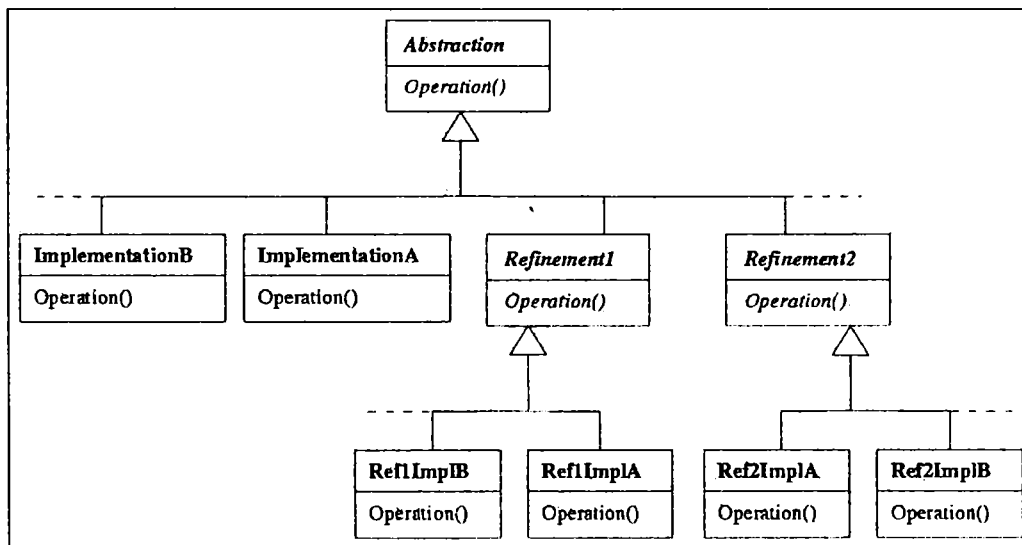 Abstraction
Operation()
ImplementationB
Operation()
ImplementationA
Operation()
Refinement1
Operation()
Refinement2
Operation()
Ref1ImplB
Operation()
Ref1ImplA
Operation()
Ref2ImplA
Operation()
Ref2ImplB
Operation()